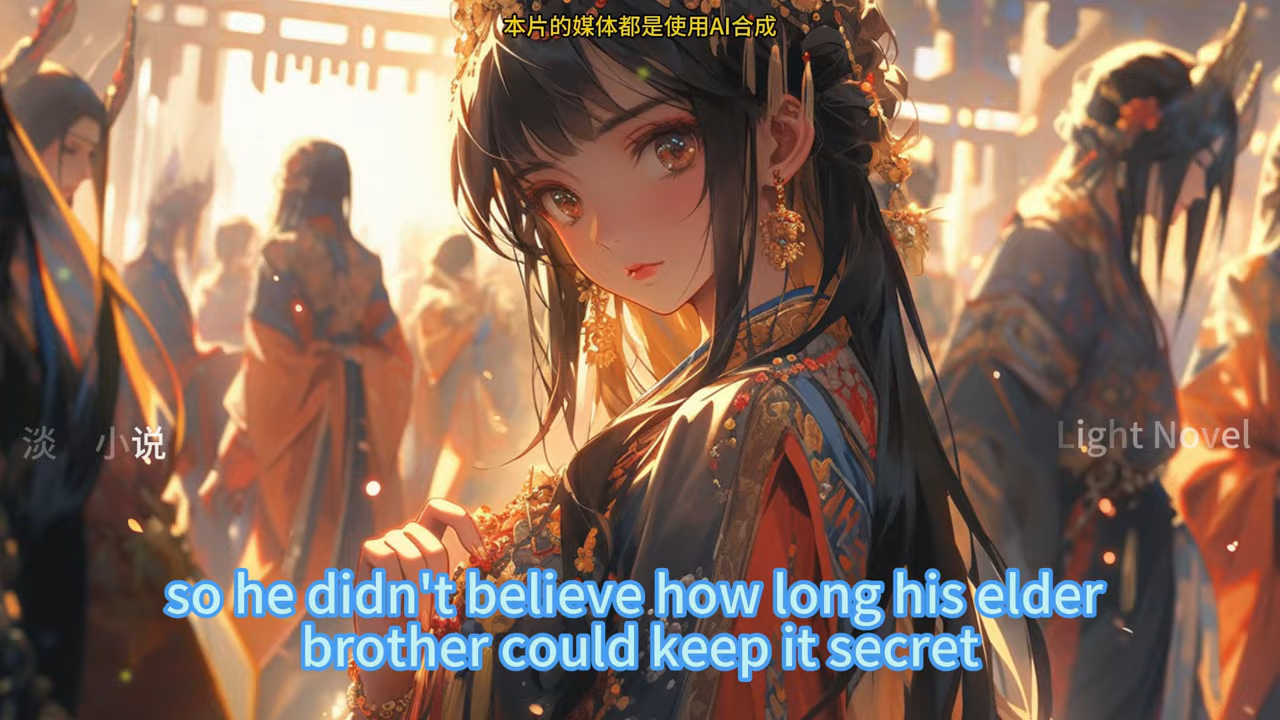 本片的媒体都是使用AI合成
淡 小说
Light Novel
so he didn't believe how long his elder
brother could keep it secret